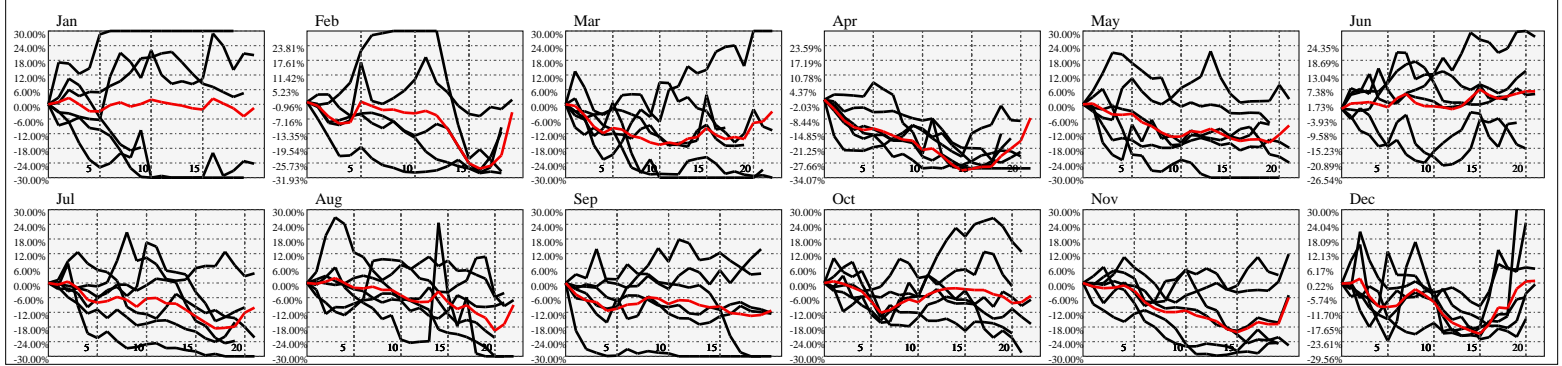 Jan Feb Mar Apr May Jun
30.00% 30.00% 30.00%
24.00% 23.81% 24.00% 23.59% 24.00% 24.35%
18.00% 17.61% 18.00% 17.19% 18.00% 18.69%
12.00% 11.42% 12.00% 10.78% 12.00% 13.04%
6.00% 5.23% 6.00% 4.37% 6.00% 7.38%
0.00% -0.96% 0.00% -2.03% 0.00% 1.73%
-6.00% -7.16% -6.00% -8.44% -6.00% -3.93%
-12.00% -13.35% -12.00% -14.85% -12.00% -9.58%
-18.00% -19.54% -18.00% -21.25% -18.00% -15.23%
-24.00% -25.73% -24.00% -27.66% -24.00% -20.89%
-30.00% -31.93% -30.00% -34.07% -30.00% -26.54%
5 10 15 5 10 15 20 5 10 15 20 5 10 15 20 5 10 15 20 5 10 15 20
Jul Aug Sep Oct Nov Dec
30.00% 30.00% 30.00% 30.00% 30.00% 30.04%
24.00% 24.00% 24.00% 24.00% 24.00% 24.08%
18.00% 18.00% 18.00% 18.00% 18.00% 18.09%
12.00% 12.00% 12.00% 12.00% 12.00% 12.13%
6.00% 6.00% 6.00% 6.00% 6.00% 6.17%
0.00% 0.00% 0.00% 0.00% 0.00% 0.22%
-6.00% -6.00% -6.00% -6.00% -6.00% -5.74%
-12.00% -12.00% -12.00% -12.00% -12.00% -11.70%
-18.00% -18.00% -18.00% -18.00% -18.00% -17.65%
-24.00% -24.00% -24.00% -24.00% -24.00% -23.61%
-30.00% -30.00% -30.00% -30.00% -30.00% -29.56%
5 10 15 20 5 10 15 20 5 10 15 5 10 15 20 5 10 15 5 10 15 20